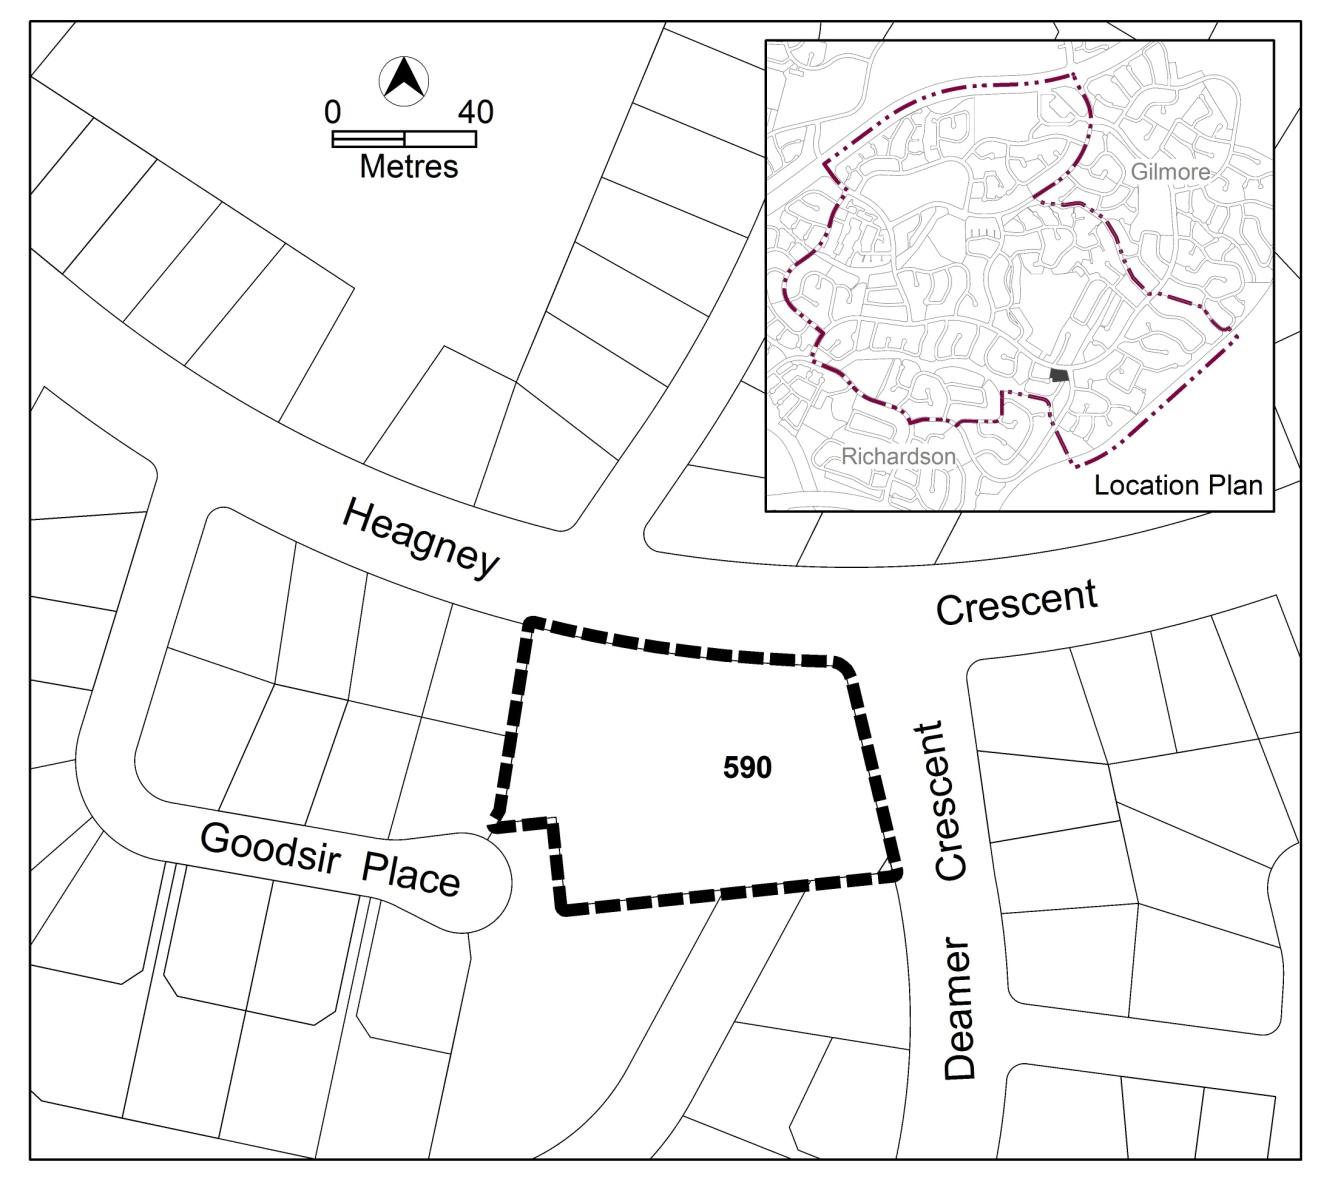 0 40
Metres
Gilmore
Richardson
Location Plan
Heagney
Crescent
590
Goodsir Place
Deamer Crescent